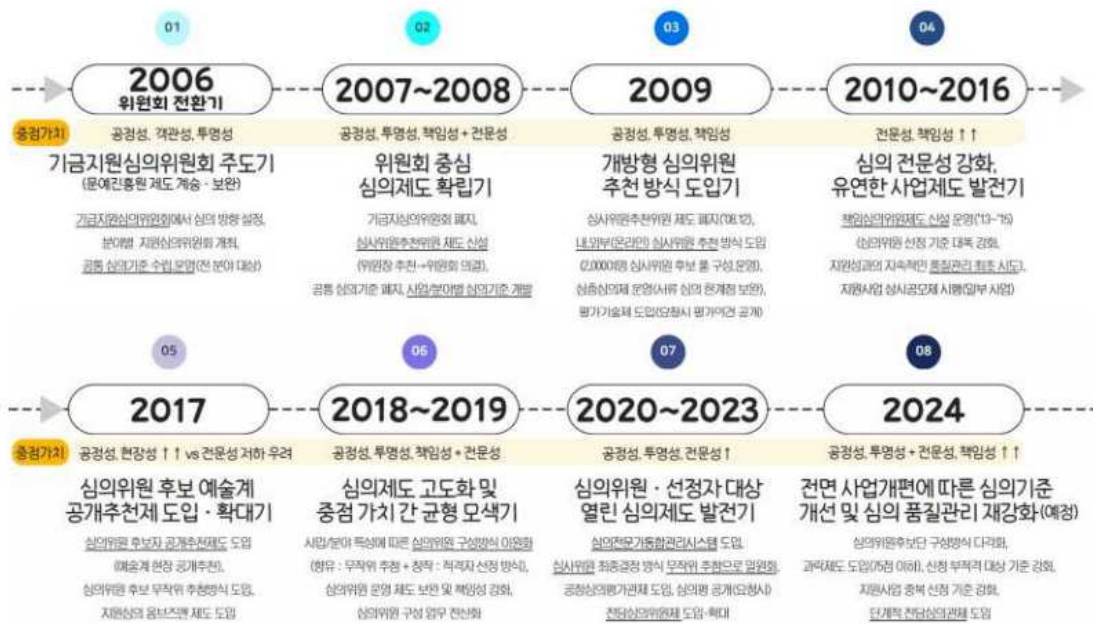 01
2006
위원회 전환기
중점가치
공정성, 객관성, 투명성
기금지원심의위원회 주도기
(문예진흥원 제도 계승 · 보완)
기금지원심의위원회에서 심의 방향 설정,
분야별 지원심의위원회 개최,
공통 심의기준 수립,운영(전 분야 대상)
02
2007~2008
공정성, 투명성, 책임성 + 전문성
위원회 중심
심의제도 확립기
기금지심의위원회 폐지,
심사위원추천위원 제도 신설
(위원장 추천→위원회 의결),
공통 심의기준 폐지, 사업/분야별 심의기준 개발
03
2009
공정성, 투명성, 책임성
개방형 심의위원
추천 방식 도입기
심사위원추천위원 제도 폐지('08.12),
내,외부(온라인) 심사위원 추천 방식 도입
(2,000여명 심사위원 후보 풀 구성,운영),
심층심의제 운영(서류 심의 한계점 보완),
평가기술제 도입(요청시 평가의견 공개)
04
2010~2016
전문성, 책임성 ↑↑
심의 전문성 강화,
유연한 사업제도 발전기
책임심의위원제도 신설 운영('13~'15)
(심의위원 선정 기준 대폭 강화,
지원성과의 지속적인 품질관리 최초 시도),
지원사업 상시공모제 시행(일부 사업)
05
2017
중점가치
공정성, 현장성 ↑↑ vs 전문성 저하 우려
심의위원 후보 예술계
공개추천제 도입 · 확대기
심의위원 후보자 공개추천제도 도입
(예술계 현장 공개추천),
심의위원 후보 무작위 추첨방식 도입,
지원심의 옴브즈맨 제도 도입
06
2018~2019
공정성, 투명성, 책임성 + 전문성
심의제도 고도화 및
중점 가치 간 균형 모색기
사업/분야 특성에 따른 심의위원 구성방식 이원화
(향유 : 무작위 추첨 + 창작 : 적격자 선정 방식),
심의위원 운영 제도 보완 및 책임성 강화,
심의위원 구성 업무 전산화
07
2020~2023
공정성, 투명성, 전문성↑
심의위원 · 선정자 대상
열린 심의제도 발전기
심의전문가통합관리시스템 도입,
심사위원 최종결정 방식 무작위 추첨으로 일원화,
공정심의평가관제 도입, 심의평 공개(요청시)
전담심의위원제 도입·확대
08
2024
공정성, 투명성 + 전문성, 책임성 ↑↑
전면 사업개편에 따른 심의기준
개선 및 심의 품질관리 재강화(예정)
심의위원후보단 구성방식 다각화,
과락제도 도입(75점 이하), 신청 부적격 대상 기준 강화,
지원사업 중복 선정 기준 강화,
단계적 전담심의관제 도입